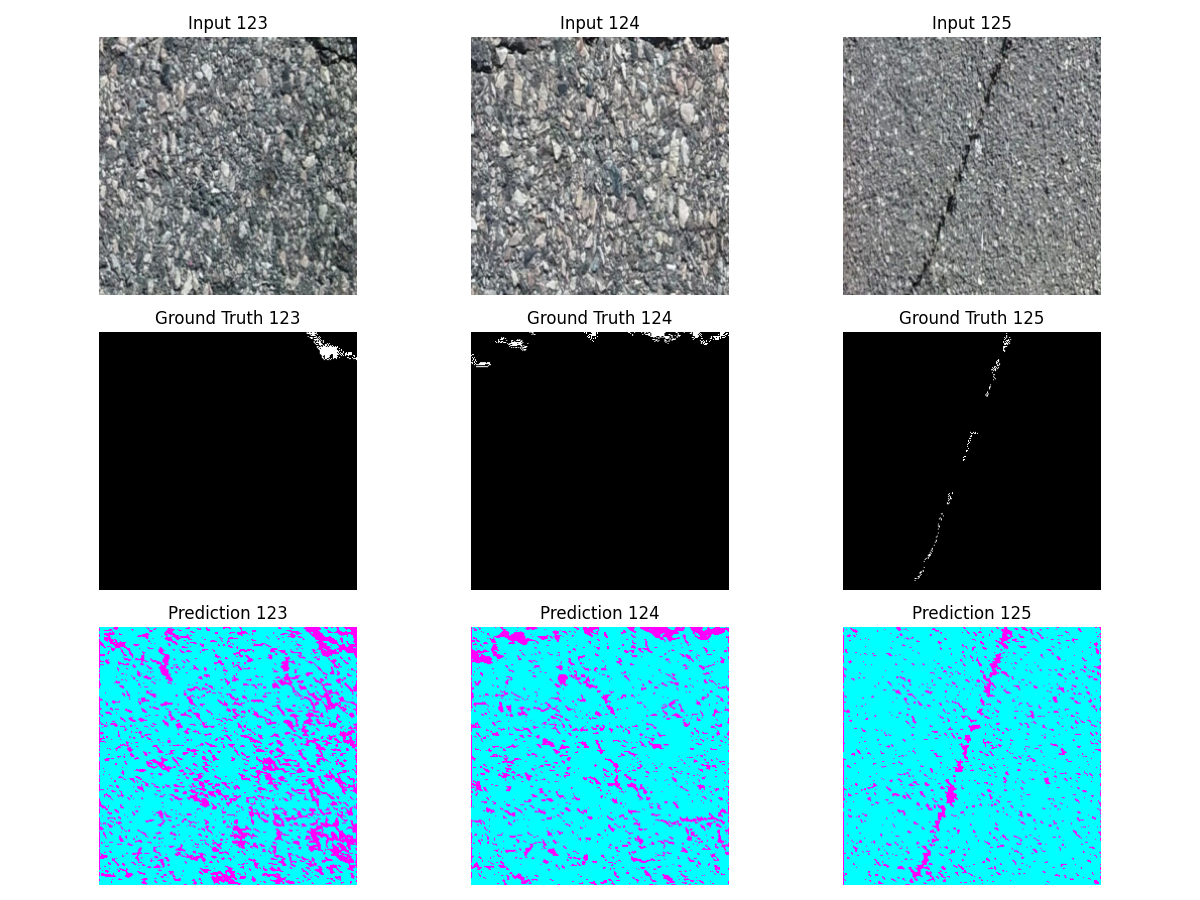 Input 123
Input 124
Input 125
Ground Truth 123
Ground Truth 124
Ground Truth 125
Prediction 123
Prediction 124
Prediction 125